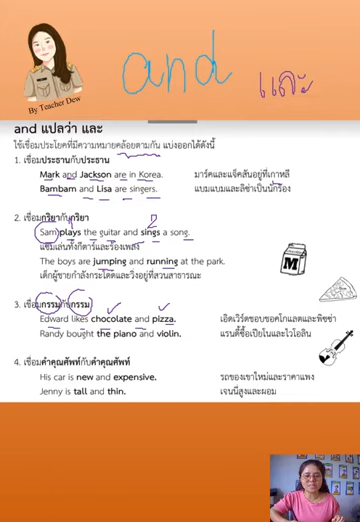 and และ
By Teacher Dew
and แปลว่า และ
ใช้เชื่อมประโยคที่มีความหมายคล้อยตามกัน แบ่งออกได้ดังนี้
1. เชื่อมประธานกับประธาน
Mark and Jackson are in Korea. มาร์คและแจ็คสันอยู่ที่เกาหลี
Bambam and Lisa are singers. แบมแบมและลิซ่าเป็นนักร้อง
2. เชื่อมกริยากับกริยา
Sam plays the guitar and sings a song.
แซมเล่นทั้งกีตาร์และร้องเพลง
The boys are jumping and running at the park.
เด็กผู้ชายกำลังกระโดดและวิ่งอยู่ที่สวนสาธารณะ
M
3. เชื่อมกรรมกับกรรม
Edward likes chocolate and pizza. เอ็ดเวิร์ดชอบชอคโกแลตและพิซซ่า
Randy bought the piano and violin. แรนดี้ซื้อเปียโนและไวโอลิน
4. เชื่อมคำคุณศัพท์กับคำคุณศัพท์
His car is new and expensive. รถของเขาใหม่และราคาแพง
Jenny is tall and thin. เจนนี่สูงและผอม